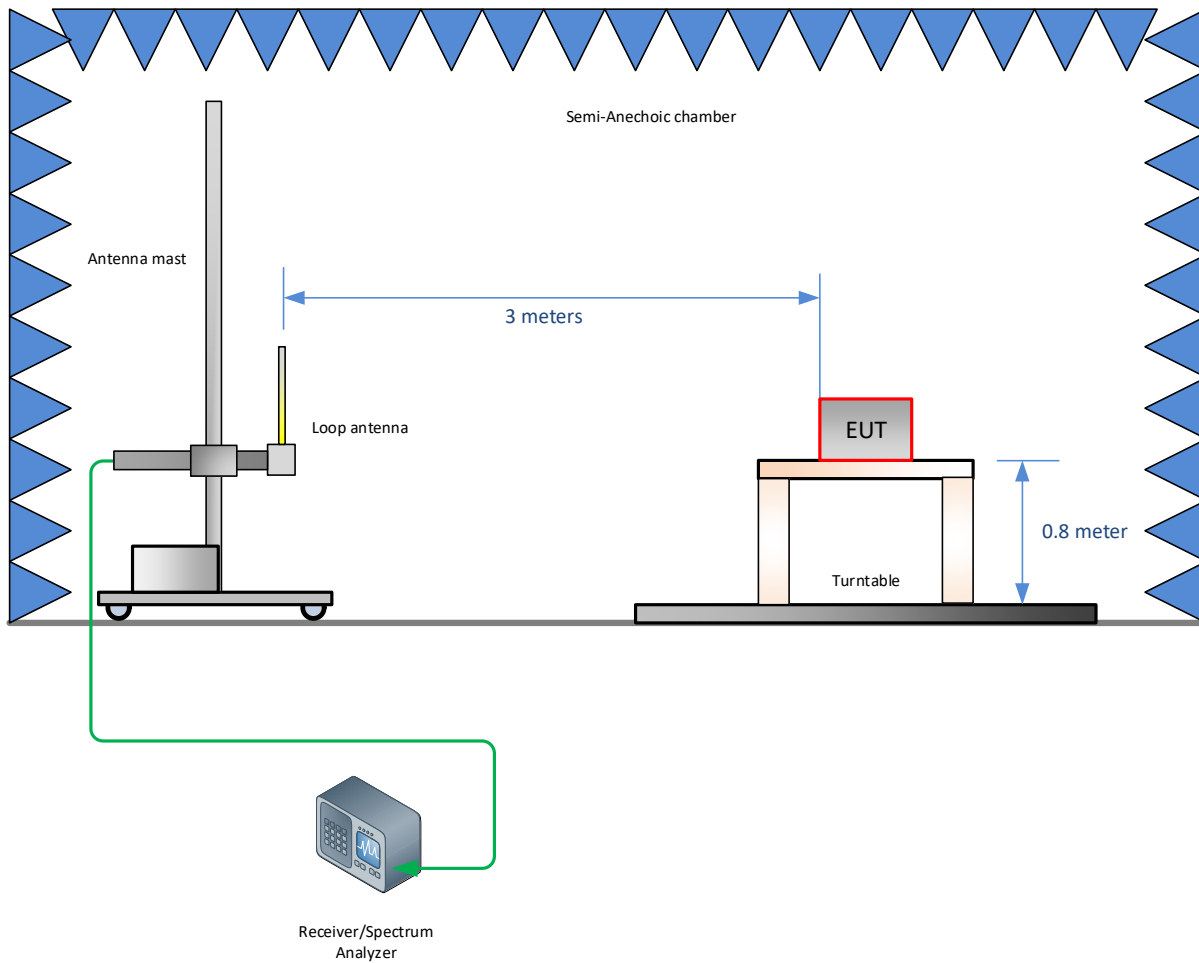 Semi-Anechoic chamber
Antenna mast
3 meters
Loop antenna
EUT
0.8 meter
Turntable
Receiver/Spectrum
Analyzer